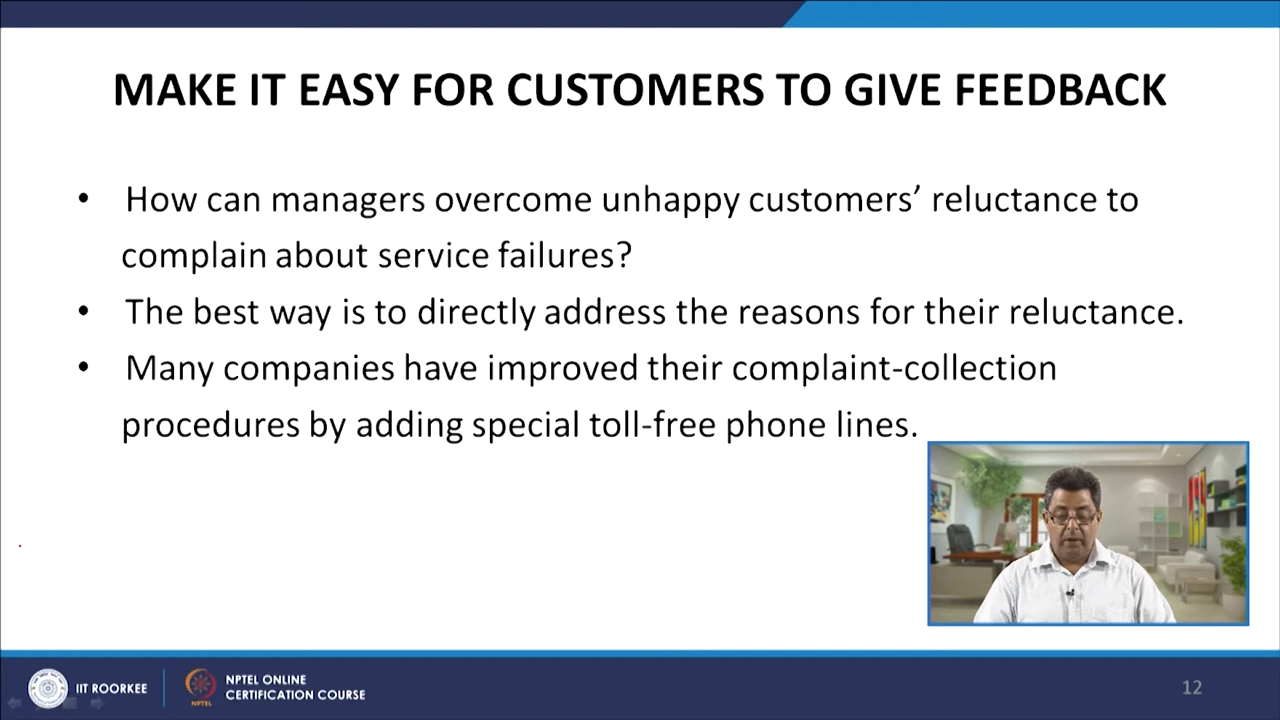 MAKE IT EASY FOR CUSTOMERS TO GIVE FEEDBACK
• How can managers overcome unhappy customers’ reluctance to
complain about service failures?
• The best way is to directly address the reasons for their reluctance.
• Many companies have improved their complaint-collection
procedures by adding special toll-free phone lines.
IIT ROORKEE
NPTEL
NPTEL ONLINE
CERTIFICATION COURSE
12